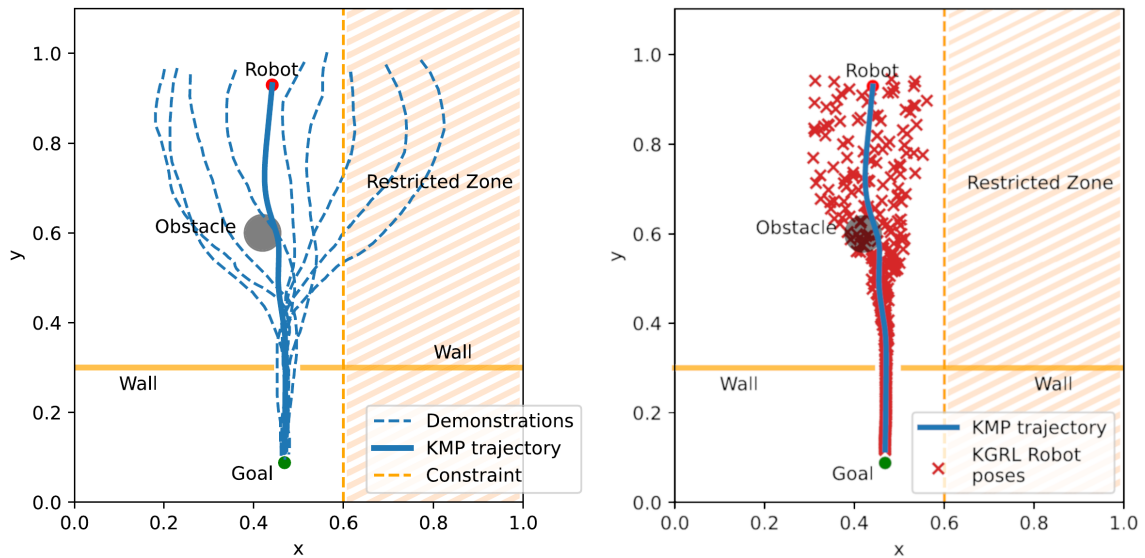 1.0
0.8
0.6
0.4
0.2
0.0
y
Robot
Restricted Zone
Obstacle
Wall
Wall
Demonstrations
KMP trajectory
Constraint
Goal
0.0 0.2 0.4 0.6 0.8 1.0
x
1.0
0.8
0.6
0.4
0.2
0.0
y
Robot
Restricted Zone
Obstacle
Wall
Wall
KMP trajectory
KGRL Robot
poses
Goal
0.0 0.2 0.4 0.6 0.8 1.0
x